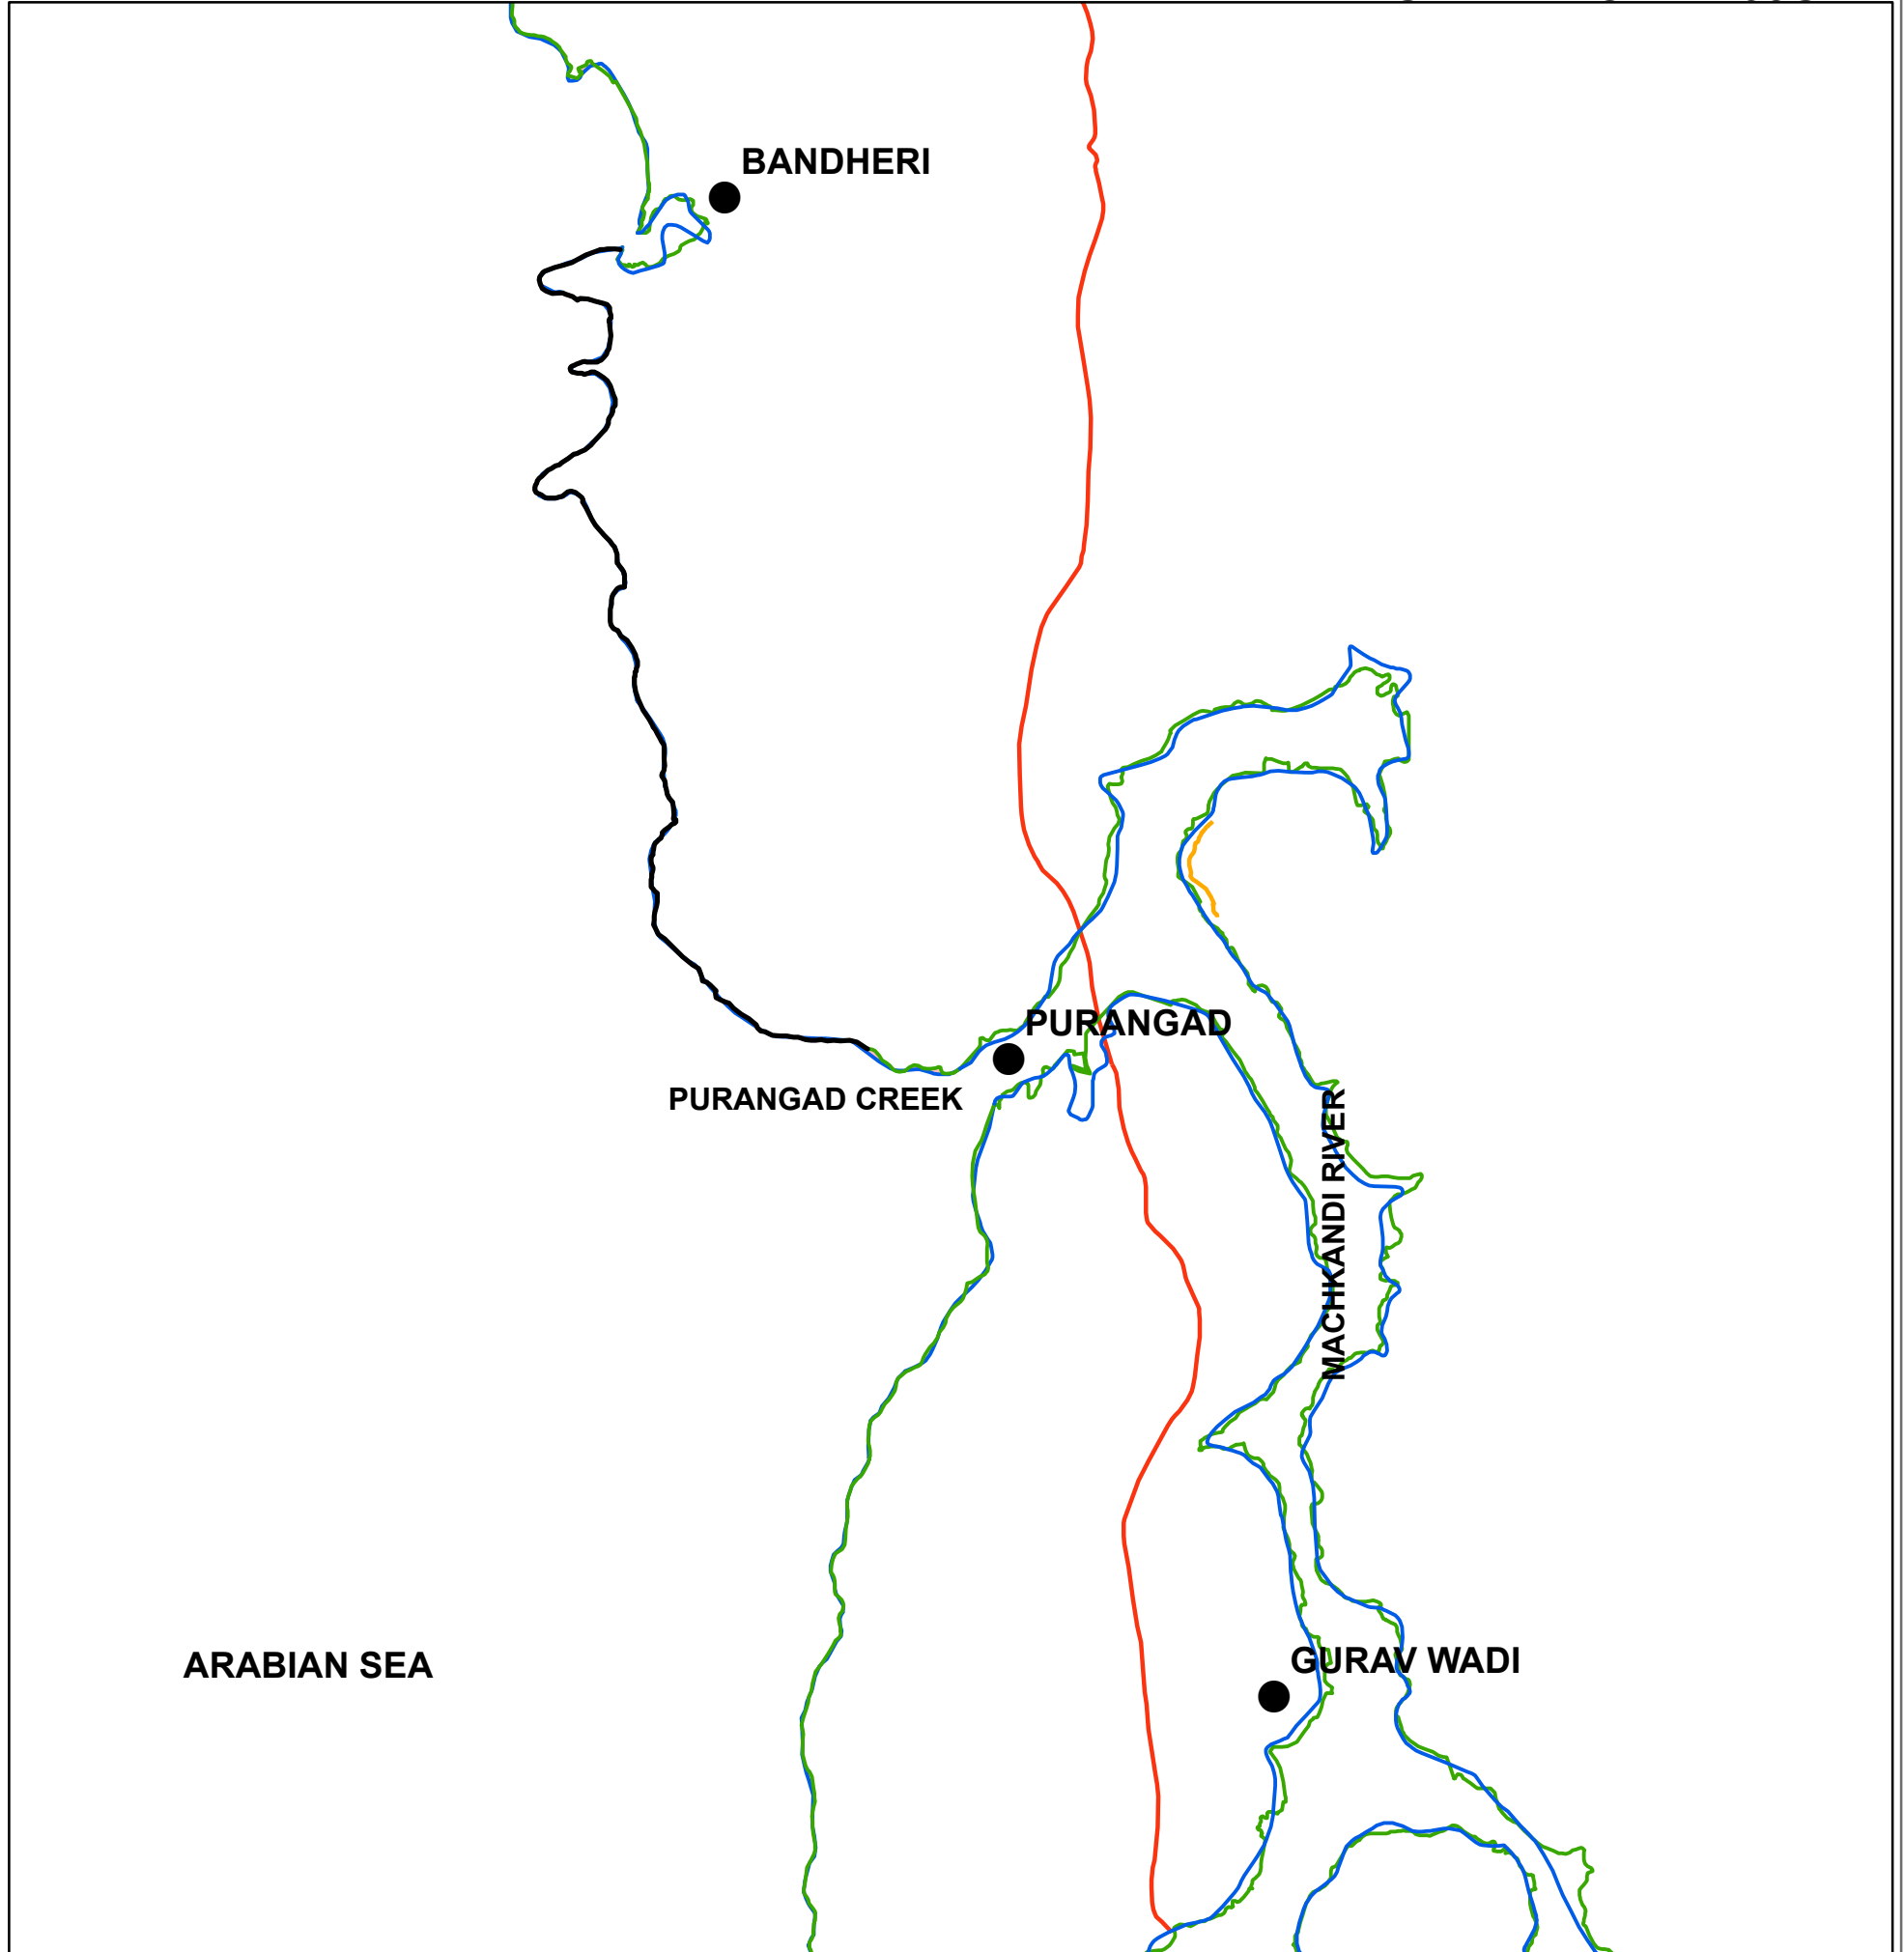 BANDHERI
PURANGAD
PURANGAD CREEK
MACHKANDI RIVER
GURAV WADI
ARABIAN SEA